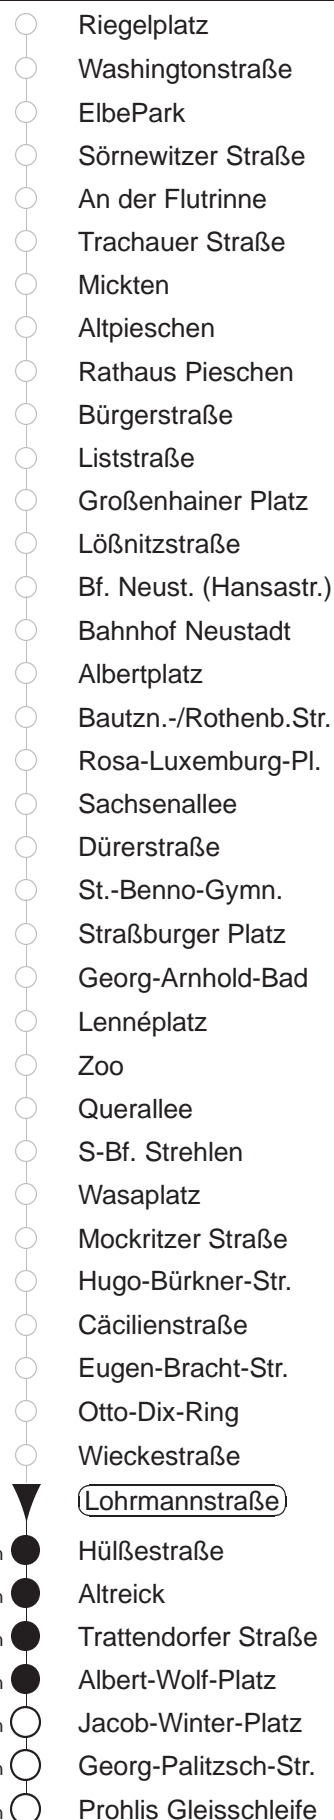 Riegelplatz
Washingtonstraße
ElbePark
Sörnewitzer Straße
An der Flutrinne
Trachauer Straße
Mickten
Altpieschen
Rathaus Pieschen
Bürgerstraße
Liststraße
Großenhainer Platz
Lößnitzstraße
Bf. Neust. (Hansastr.)
Bahnhof Neustadt
Albertplatz
Bautzn.-/Rothenb.Str.
Rosa-Luxemburg-Pl.
Sachsenallee
Dürerstraße
St.-Benno-Gymn.
Straßburger Platz
Georg-Arnhold-Bad
Lennéplatz
Zoo
Querallee
S-Bf. Strehlen
Wasaplatz
Mockritzer Straße
Hugo-Bürkner-Str.
Cäcilienstraße
Eugen-Bracht-Str.
Otto-Dix-Ring
Wieckestraße
Lohrmannstraße
Hülßestraße
Altreick
Trattendorfer Straße
Albert-Wolf-Platz
Jacob-Winter-Platz
Georg-Palitzsch-Str.
Prohlis Gleisschleife